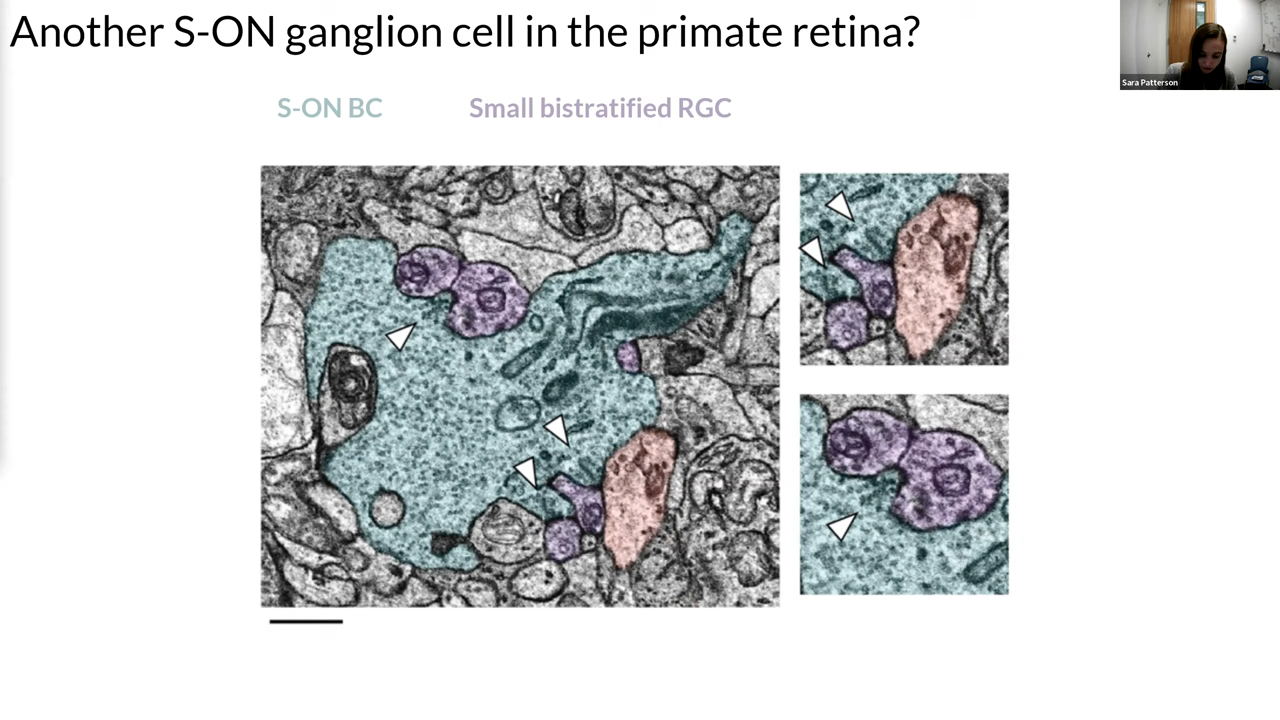 Another S-ON ganglion cell in the primate retina?
Sara Patterson
S-ON BC
Small bistratified RGC